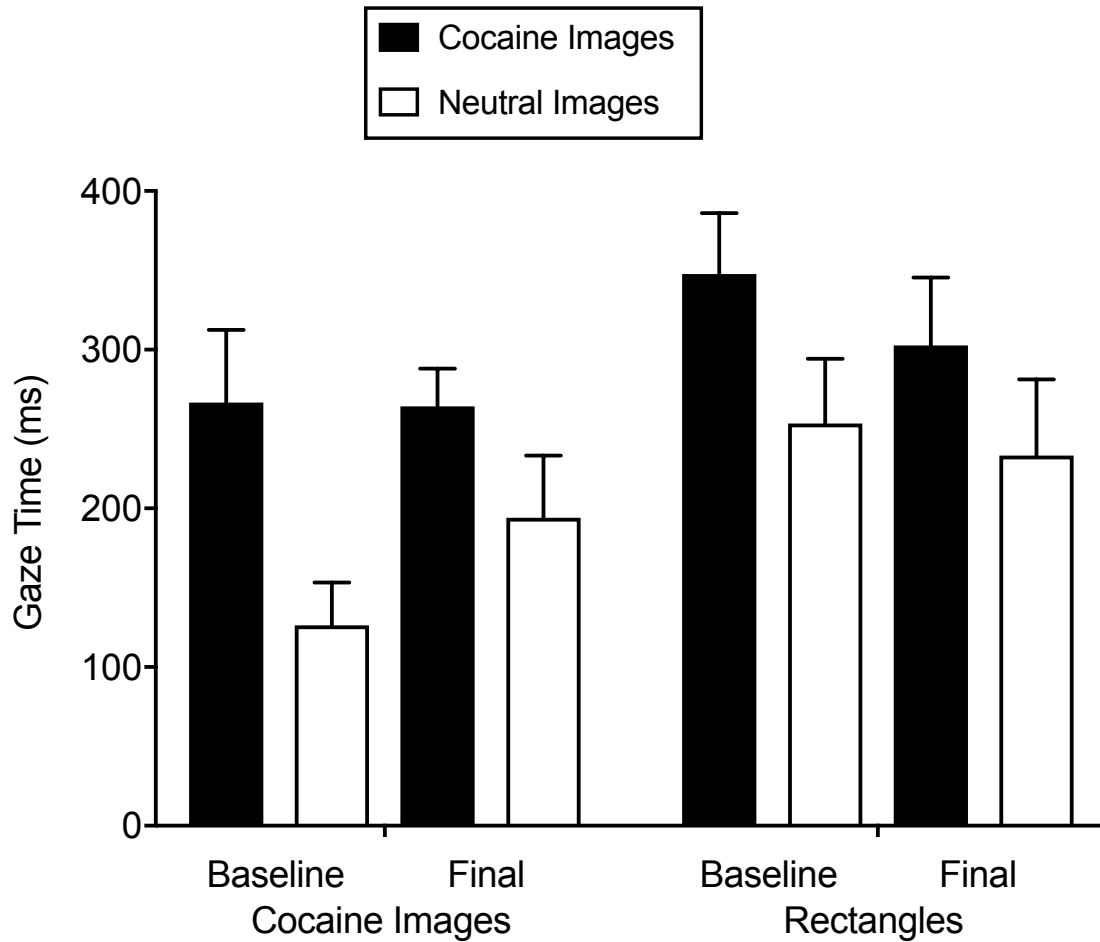 Cocaine Images
Neutral Images
400
300
200
100
0
Gaze Time (ms)
Baseline Final Baseline Final
Cocaine Images Rectangles